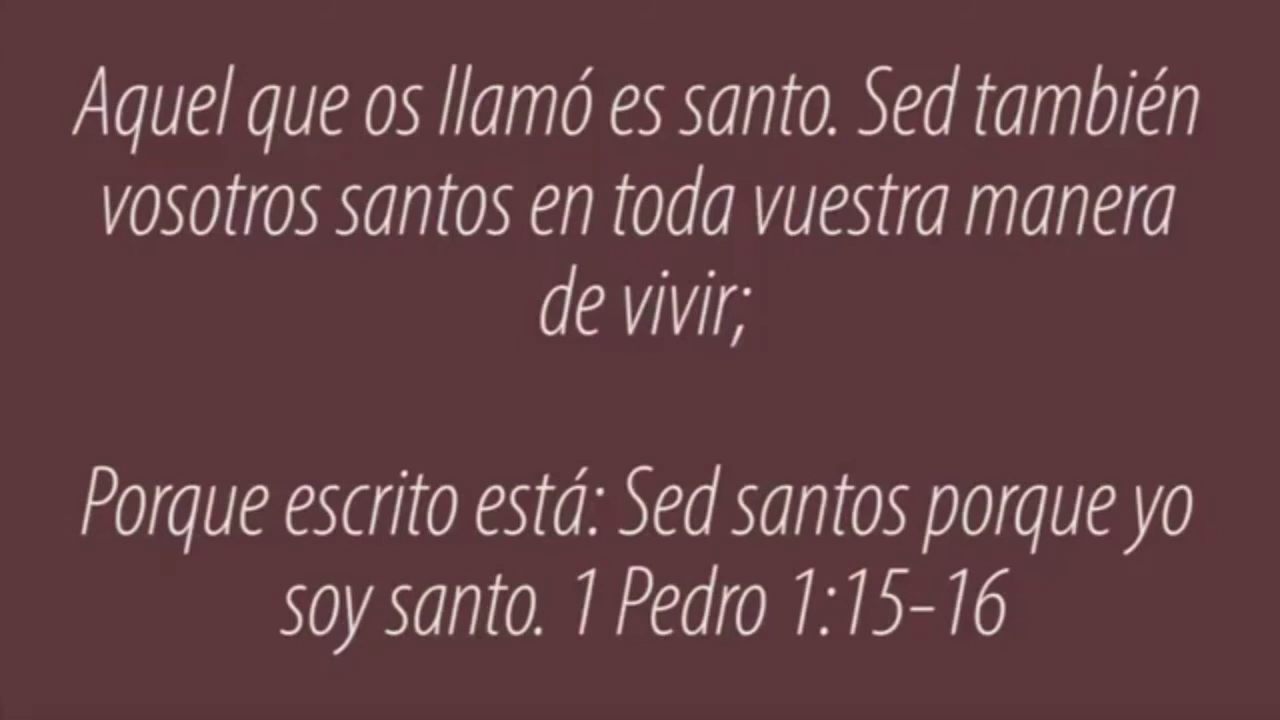 Aquel que os llamó es santo. Sed también
vosotros santos en toda vuestra manera
de vivir;
Porque escrito está: Sed santos porque yo
soy santo. 1 Pedro 1:15-16